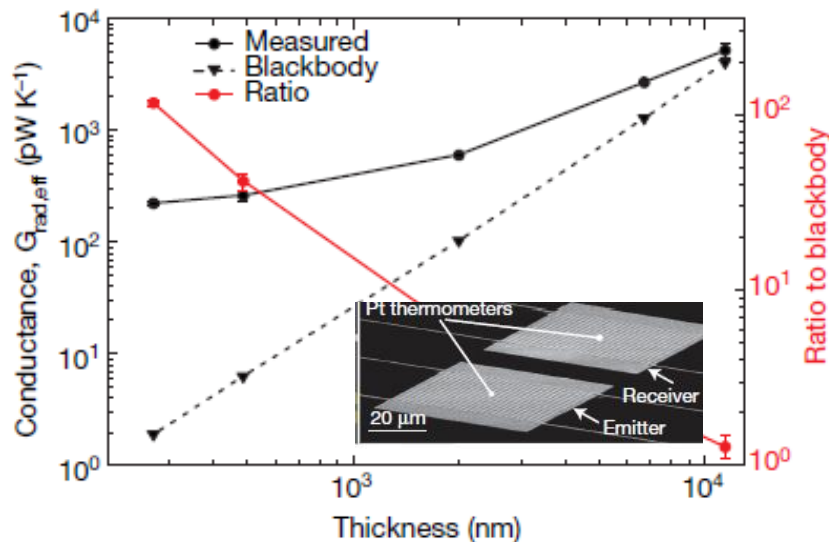 10⁴
10³
10²
10¹
10⁰
Conductance, G_rad,eff (pW K⁻¹)
Measured
Blackbody
Ratio
10²
10¹
10⁰
Ratio to blackbody
Pt thermometers
Receiver
Emitter
20 μm
10³
10⁴
Thickness (nm)